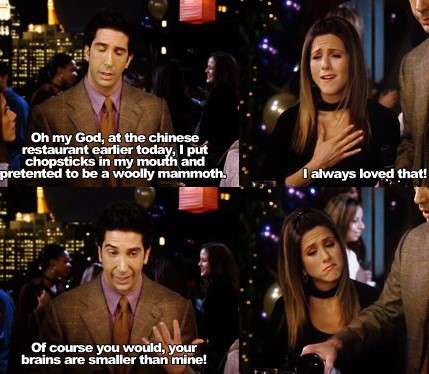 Oh my God, at the chinese
restaurant earlier today, I put
chopsticks in my mouth and
pretented to be a woolly mammoth.
I always loved that!
Of course you would, your
brains are smaller than mine!